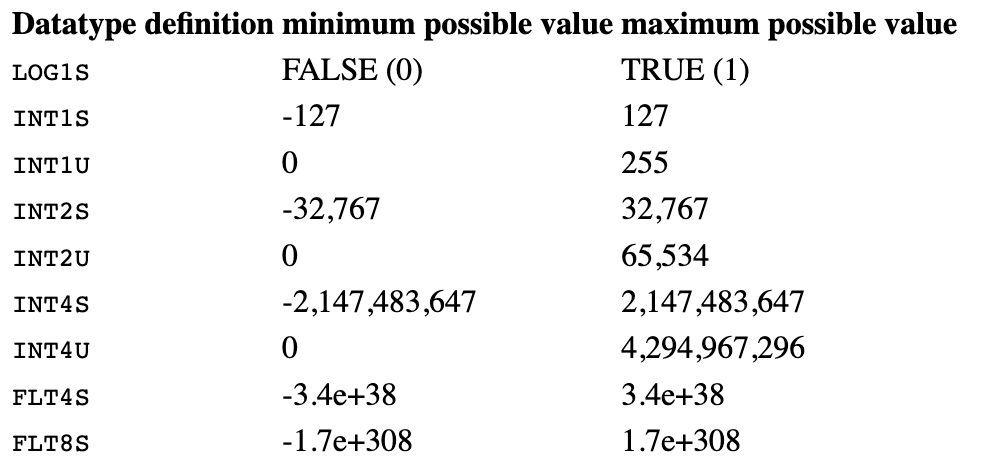 Datatype definition minimum possible value maximum possible value
LOG1S FALSE (0) TRUE (1)
INT1S -127 127
INT1U 0 255
INT2S -32,767 32,767
INT2U 0 65,534
INT4S -2,147,483,647 2,147,483,647
INT4U 0 4,294,967,296
FLT4S -3.4e+38 3.4e+38
FLT8S -1.7e+308 1.7e+308